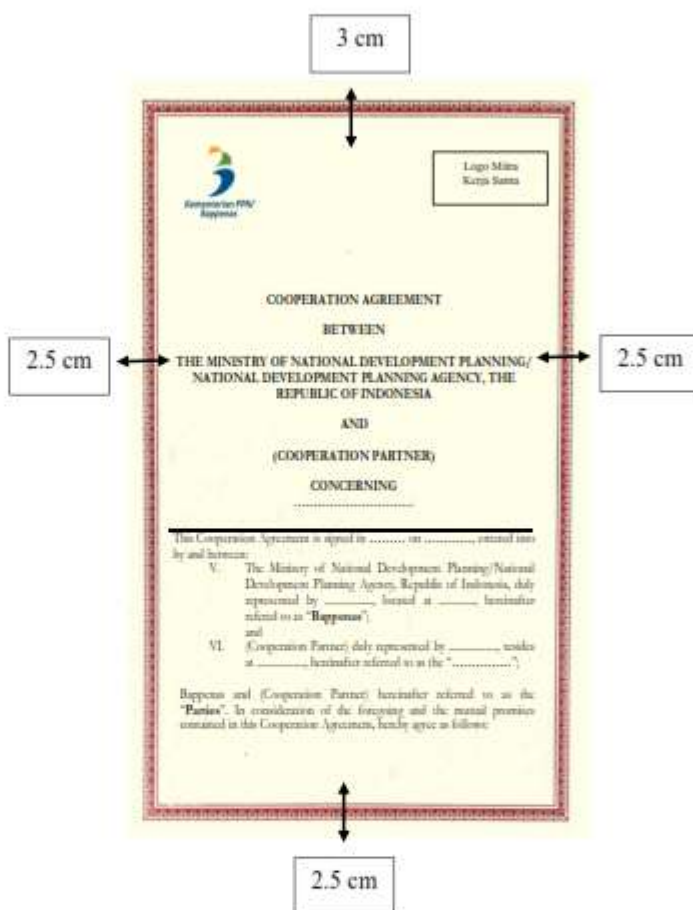 3 cm
Kementerian PPN/
Bappenas
Logo Mitra
Kerja Sama
COOPERATION AGREEMENT
BETWEEN
2.5 cm
2.5 cm
THE MINISTRY OF NATIONAL DEVELOPMENT PLANNING/
NATIONAL DEVELOPMENT PLANNING AGENCY, THE
REPUBLIC OF INDONESIA
AND
(COOPERATION PARTNER)
CONCERNING
..............................
This Cooperation Agreement is signed in ......... on ............, entered into
by and between:
V. The Ministry of National Development Planning/National
Development Planning Agency, Republic of Indonesia, duly
represented by ............, located at ........., hereinafter
refered to as "Bappenas";
and
VI. (Cooperation Partner) duly represented by ............, resides
at ............, hereinafter referred to as the "...............";
Bappenas and (Cooperation Partner) hereinafter referred to as the
"Parties". In consideration of the foregoing and the mutual promises
contained in this Cooperation Agreement, hereby agree as follows:
2.5 cm